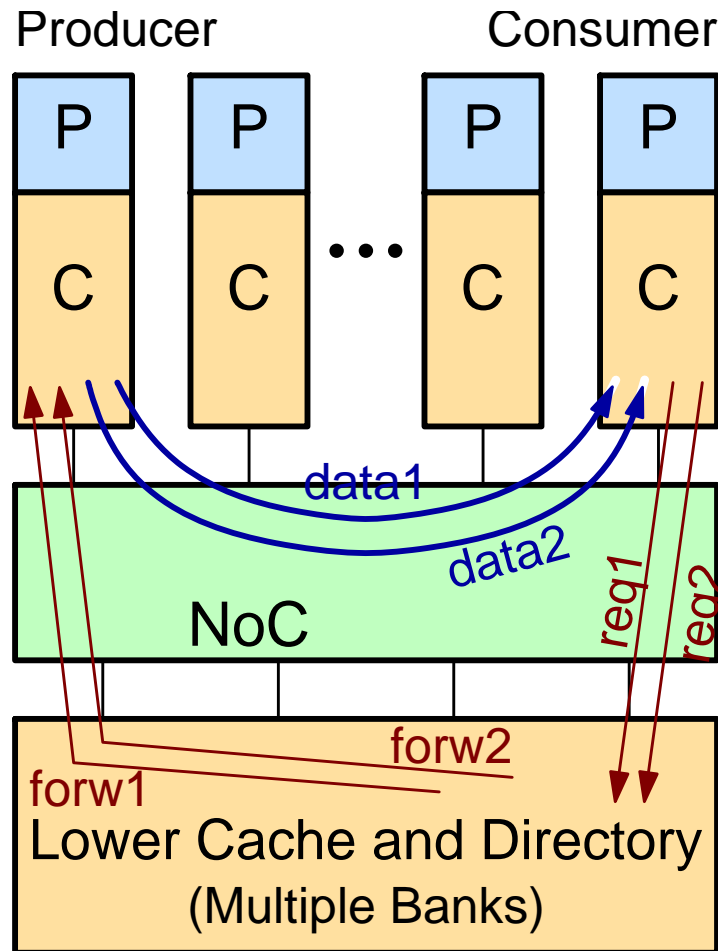 Producer
Consumer
P
P
P
P
C
C
C
C
data1
data2
req1
req2
NoC
forw2
forw1
Lower Cache and Directory
(Multiple Banks)